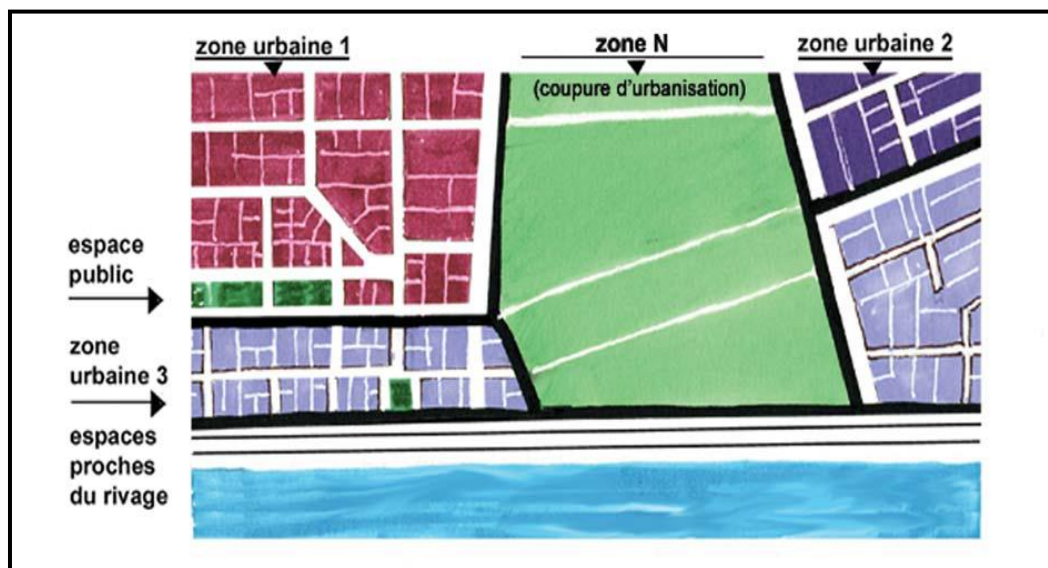 zone urbaine 1
zone N
(coupure d'urbanisation)
zone urbaine 2
espace
public
zone
urbaine 3
espaces
proches
du rivage